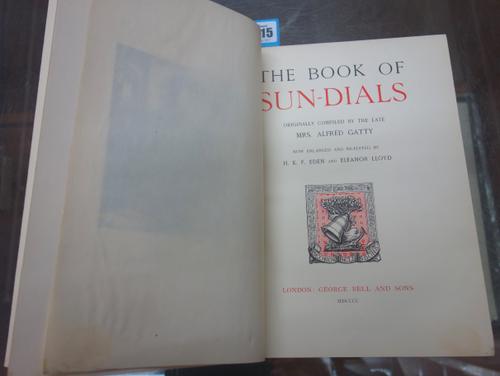 15
THE BOOK OF
SUN-DIALS
ORIGINALLY COMPILED BY THE LATE
MRS. ALFRED GATTY
NOW ENLARGED AND RE-EDITED BY
H. K. F. EDEN AND ELEANOR LLOYD
LONDON: GEORGE BELL AND SONS
MDCCCC